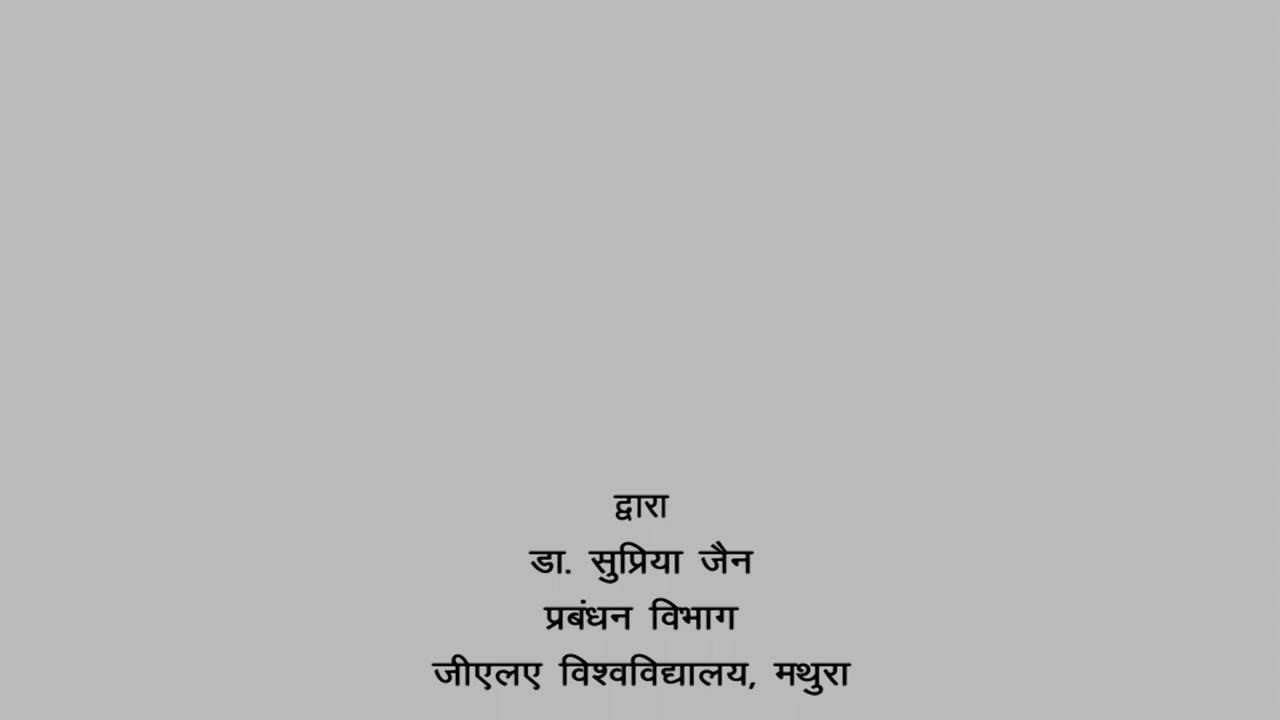 द्वारा
डा. सुप्रिया जैन
प्रबंधन विभाग
जीएलए विश्वविद्यालय, मथुरा